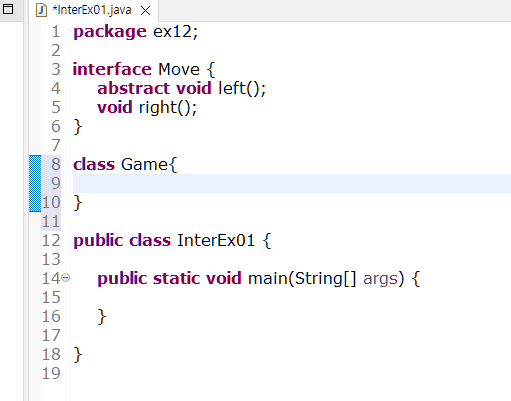 *InterEx01.java
1 package ex12;
2
3 interface Move {
4 abstract void left();
5 void right();
6 }
7
8 class Game{
9
10 }
11
12 public class InterEx01 {
13
14 public static void main(String[] args) {
15
16 }
17
18 }
19